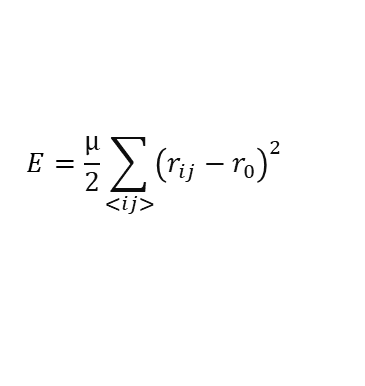 E = μ/2 ∑_{<ij>} (r_{ij} − r_0)^2